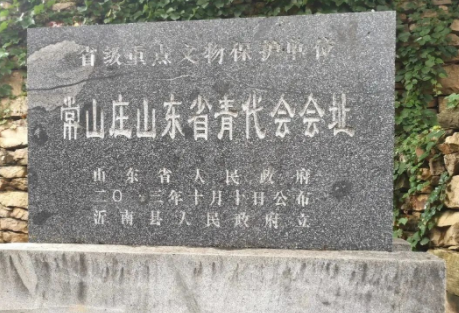 省级重点文物保护单位
常山庄山东省青代会会址
山东省人民政府
二〇一三年十月十日公布
沂南县人民政府立